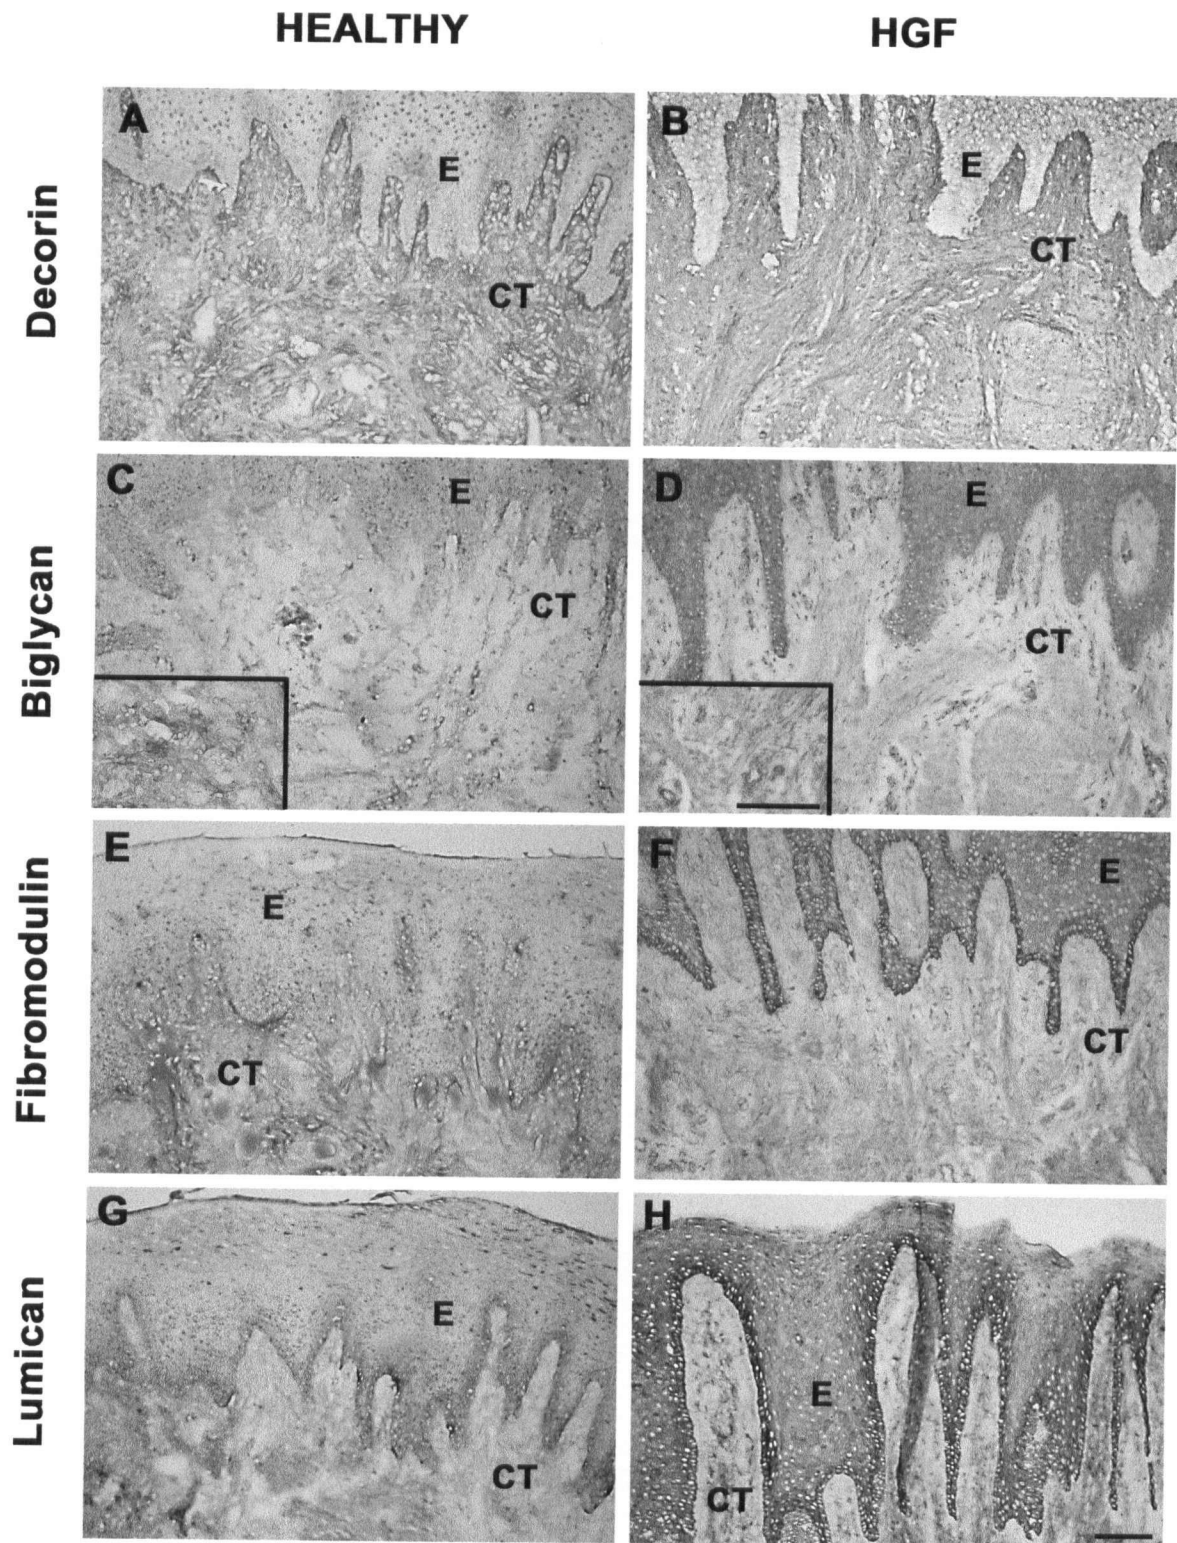 HEALTHY HGF
Decorin
A E CT
B E CT
Biglycan
C E CT
D E CT
Fibromodulin
E E CT
F E CT
Lumican
G E CT
H E CT